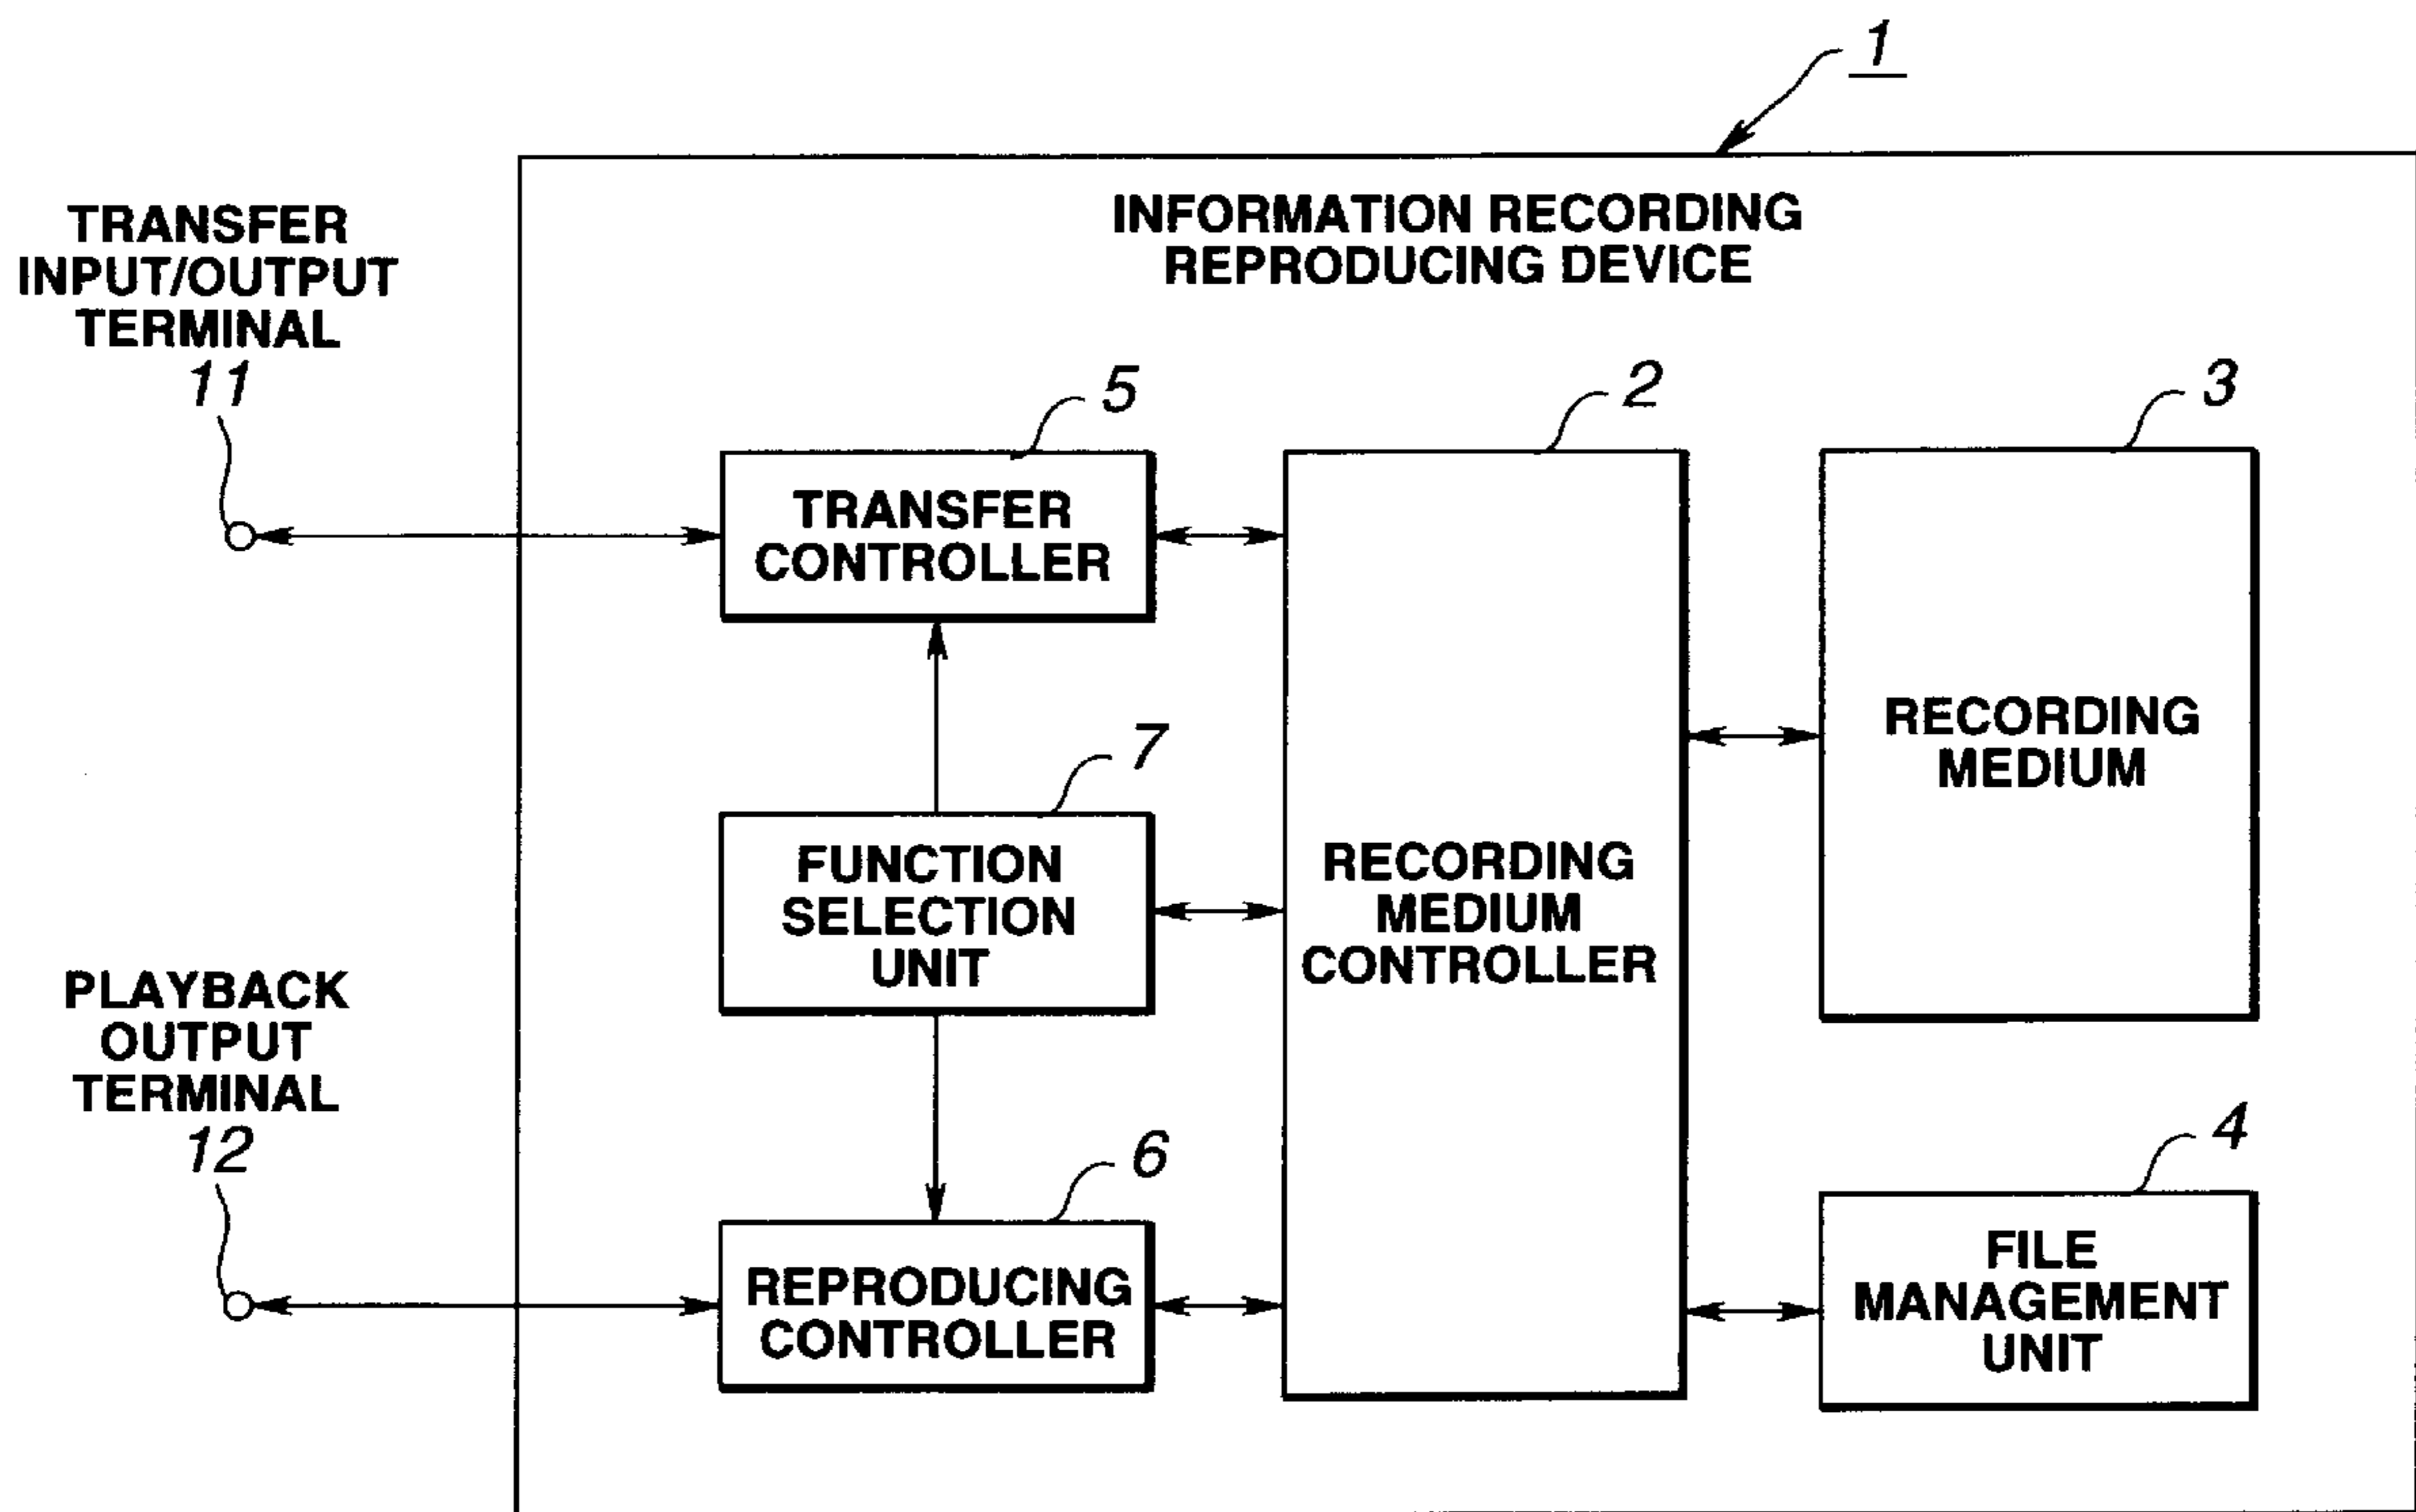 1
INFORMATION RECORDING
REPRODUCING DEVICE
TRANSFER
INPUT/OUTPUT
TERMINAL
11
5
TRANSFER
CONTROLLER
2
RECORDING
MEDIUM
CONTROLLER
3
RECORDING
MEDIUM
7
FUNCTION
SELECTION
UNIT
PLAYBACK
OUTPUT
TERMINAL
12
6
REPRODUCING
CONTROLLER
4
FILE
MANAGEMENT
UNIT